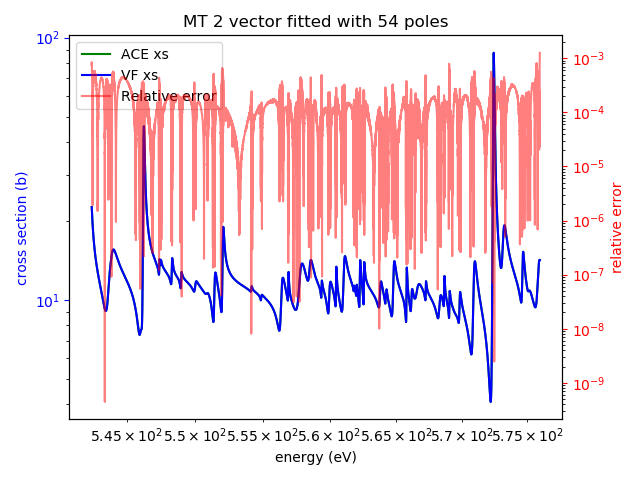 MT 2 vector fitted with 54 poles
ACE xs
VF xs
Relative error
10²
10¹
cross section (b)
10⁻³
10⁻⁴
10⁻⁵
10⁻⁶
10⁻⁷
10⁻⁸
10⁻⁹
relative error
5.45 × 10² 5.5 × 10² 5.555 × 10² 5.6 × 10² 5.65 × 10² 5.7 × 10² 5.75 × 10²
energy (eV)